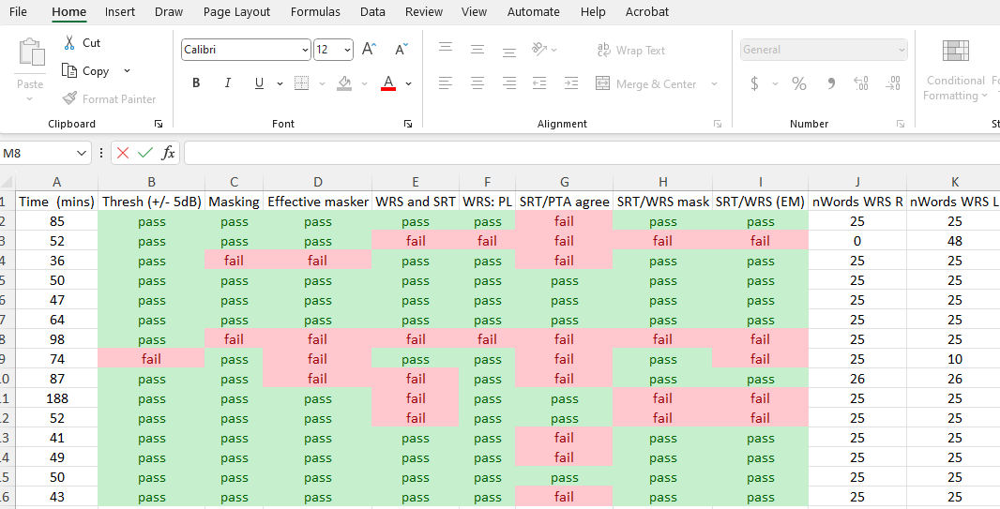 File Home Insert Draw Page Layout Formulas Data Review View Automate Help Acrobat
Cut
Copy
Format Painter
Paste
Calibri 12 A A
B I U A
ab Wrap Text
Merge & Center
General
$ % 9 .00 .00
Conditional
Formatting
Clipboard Font Alignment Number
M8 fx
A B C D E F G H I J K
1 Time (mins) Thresh (+/- 5dB) Masking Effective masker WRS and SRT WRS: PL SRT/PTA agree SRT/WRS mask SRT/WRS (EM) nWords WRS R nWords WRS L
2 85 pass pass pass pass pass fail pass pass 25 25
3 52 pass pass pass fail fail fail fail fail 0 48
4 36 pass fail fail pass pass fail pass pass 25 25
5 50 pass pass pass pass pass pass pass pass 25 25
6 47 pass pass pass pass pass pass pass pass 25 25
7 64 pass pass pass pass pass pass pass pass 25 25
8 98 pass fail fail fail fail fail fail fail 25 25
9 74 fail pass fail pass pass fail pass fail 25 10
0 87 pass pass fail fail pass fail pass pass 26 26
1 188 pass pass pass fail pass pass fail fail 25 25
2 52 pass pass pass fail pass pass fail fail 25 25
3 41 pass pass pass pass pass fail pass pass 25 25
4 49 pass pass pass pass pass fail pass pass 25 25
5 50 pass pass pass pass pass pass pass pass 25 25
6 43 pass pass pass pass pass fail pass pass 25 25